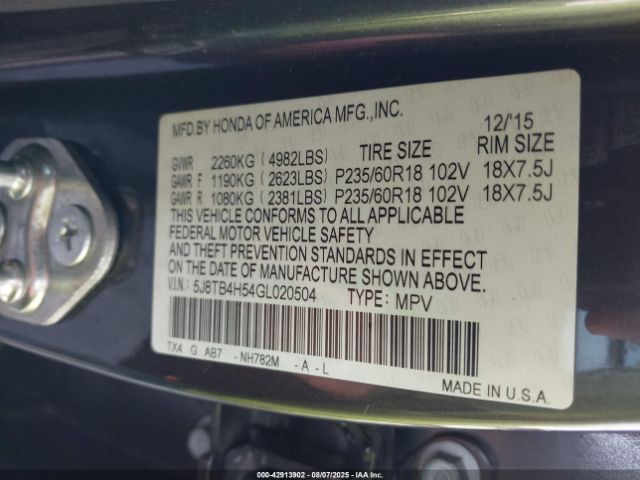 MFD.BY HONDA OF AMERICA MFG.,INC. 12/'15
GVWR 2260KG ( 4982LBS) TIRE SIZE RIM SIZE
GAWR F 1190KG ( 2623LBS) P235/60R18 102V 18X7.5J
GAWR R 1080KG ( 2381LBS) P235/60R18 102V 18X7.5J
THIS VEHICLE CONFORMS TO ALL APPLICABLE
FEDERAL MOTOR VEHICLE SAFETY
AND THEFT PREVENTION STANDARDS IN EFFECT
ON THE DATE OF MANUFACTURE SHOWN ABOVE.
V.I.N.: 5J8TB4H54GL020504 TYPE: MPV
TX4 G AB7 -NH782M -A-L
MADE IN U.S.A.
000-42913902 - 08/07/2025 - IAAI.COM